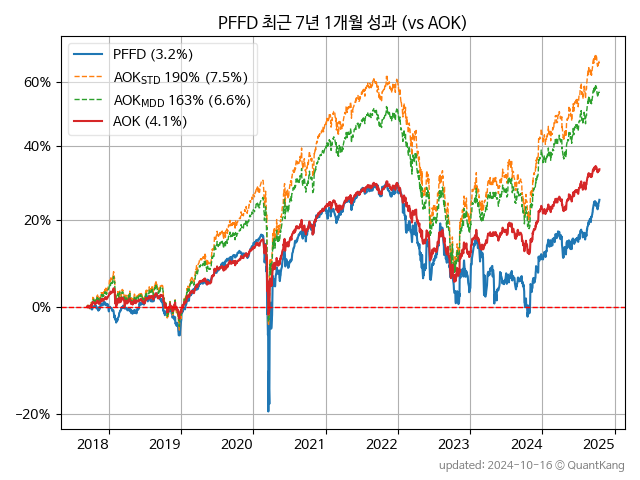 PFFD 최근 7년 1개월 성과 (vs AOK)
PFFD (3.2%)
AOK_STD 190% (7.5%)
AOK_MDD 163% (6.6%)
AOK (4.1%)
60%
40%
20%
0%
−20%
2018 2019 2020 2021 2022 2023 2024 2025
updated: 2024-10-16 © QuantKang